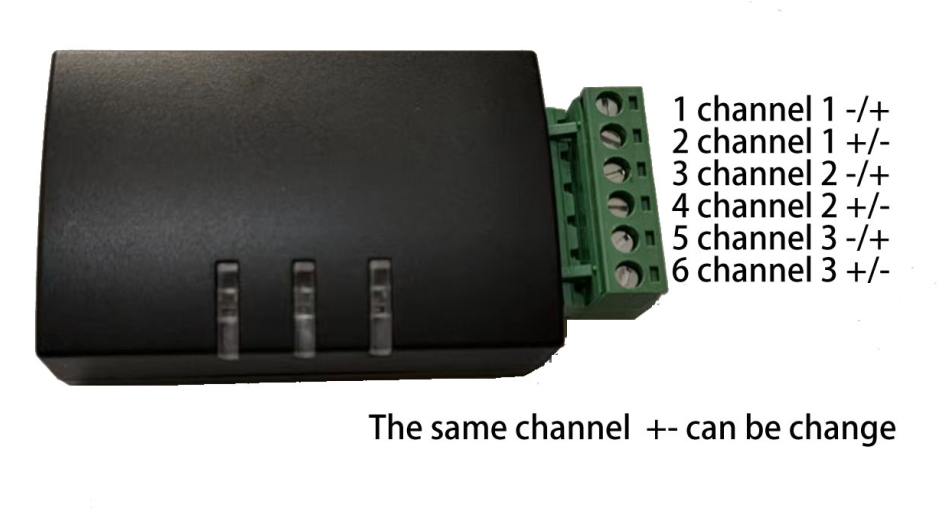 1 channel 1 -/+
2 channel 1 +/-
3 channel 2 -/+
4 channel 2 +/-
5 channel 3 -/+
6 channel 3 +/-
The same channel  +- can be change